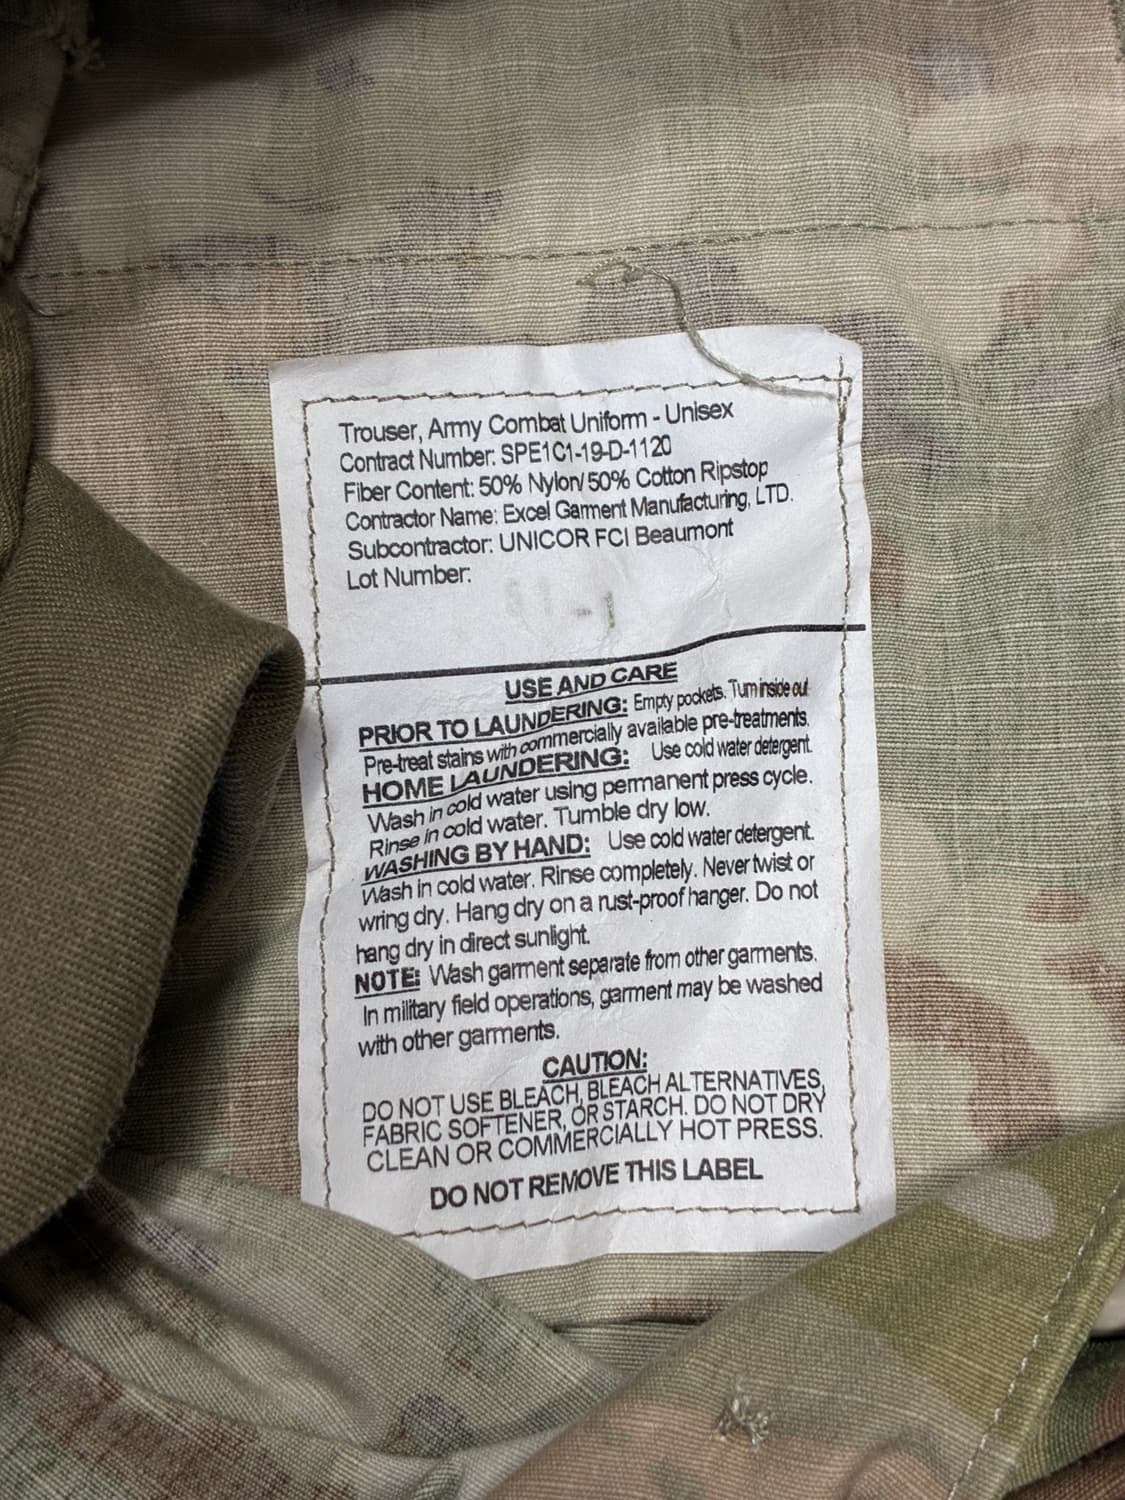 Trouser, Army Combat Uniform - Unisex
Contract Number: SPE1C1-19-D-1120
Fiber Content: 50% Nylon/ 50% Cotton Ripstop
Contractor Name: Excel Garment Manufacturing, LTD.
Subcontractor: UNICOR FCI Beaumont
Lot Number:
USE AND CARE
PRIOR TO LAUNDERING: Empty pockets. Turn inside out
Pre-treat stains with commercially available pre-treatments.
HOME LAUNDERING: Use cold water detergent.
Wash in cold water using permanent press cycle.
Rinse in cold water. Tumble dry low.
WASHING BY HAND: Use cold water detergent.
Wash in cold water. Rinse completely. Never twist or
wring dry. Hang dry on a rust-proof hanger. Do not
hang dry in direct sunlight.
NOTE: Wash garment separate from other garments.
In military field operations, garment may be washed
with other garments.
CAUTION:
DO NOT USE BLEACH, BLEACH ALTERNATIVES,
FABRIC SOFTENER, OR STARCH. DO NOT DRY
CLEAN OR COMMERCIALLY HOT PRESS.
DO NOT REMOVE THIS LABEL